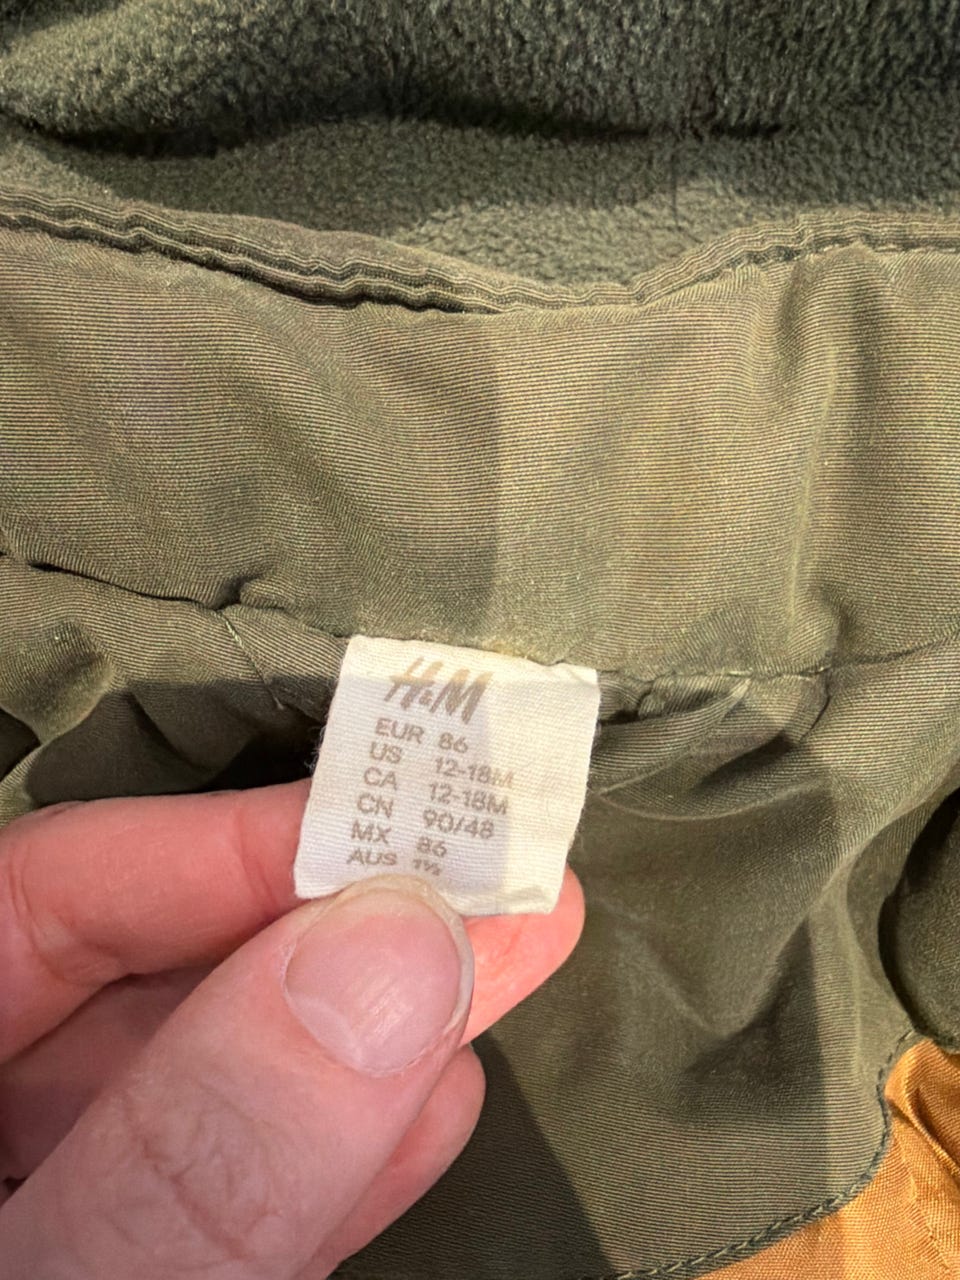 H&M
EUR 86
US 12-18M
CA 12-18M
CN 90/48
MX 86
AUS 1½